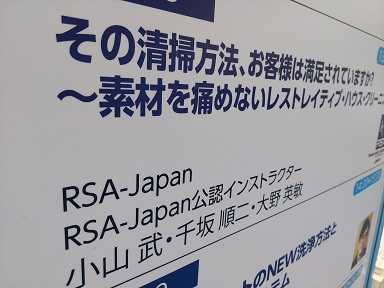 その清掃方法、お客様は満足されていますか?
～素材を痛めないレストレイティブ・ハウス・クリーニ
RSA-Japan
RSA-Japan公認インストラクター
小山 武・千坂 順二・大野 英敏
のNEW洗浄方法と
テム